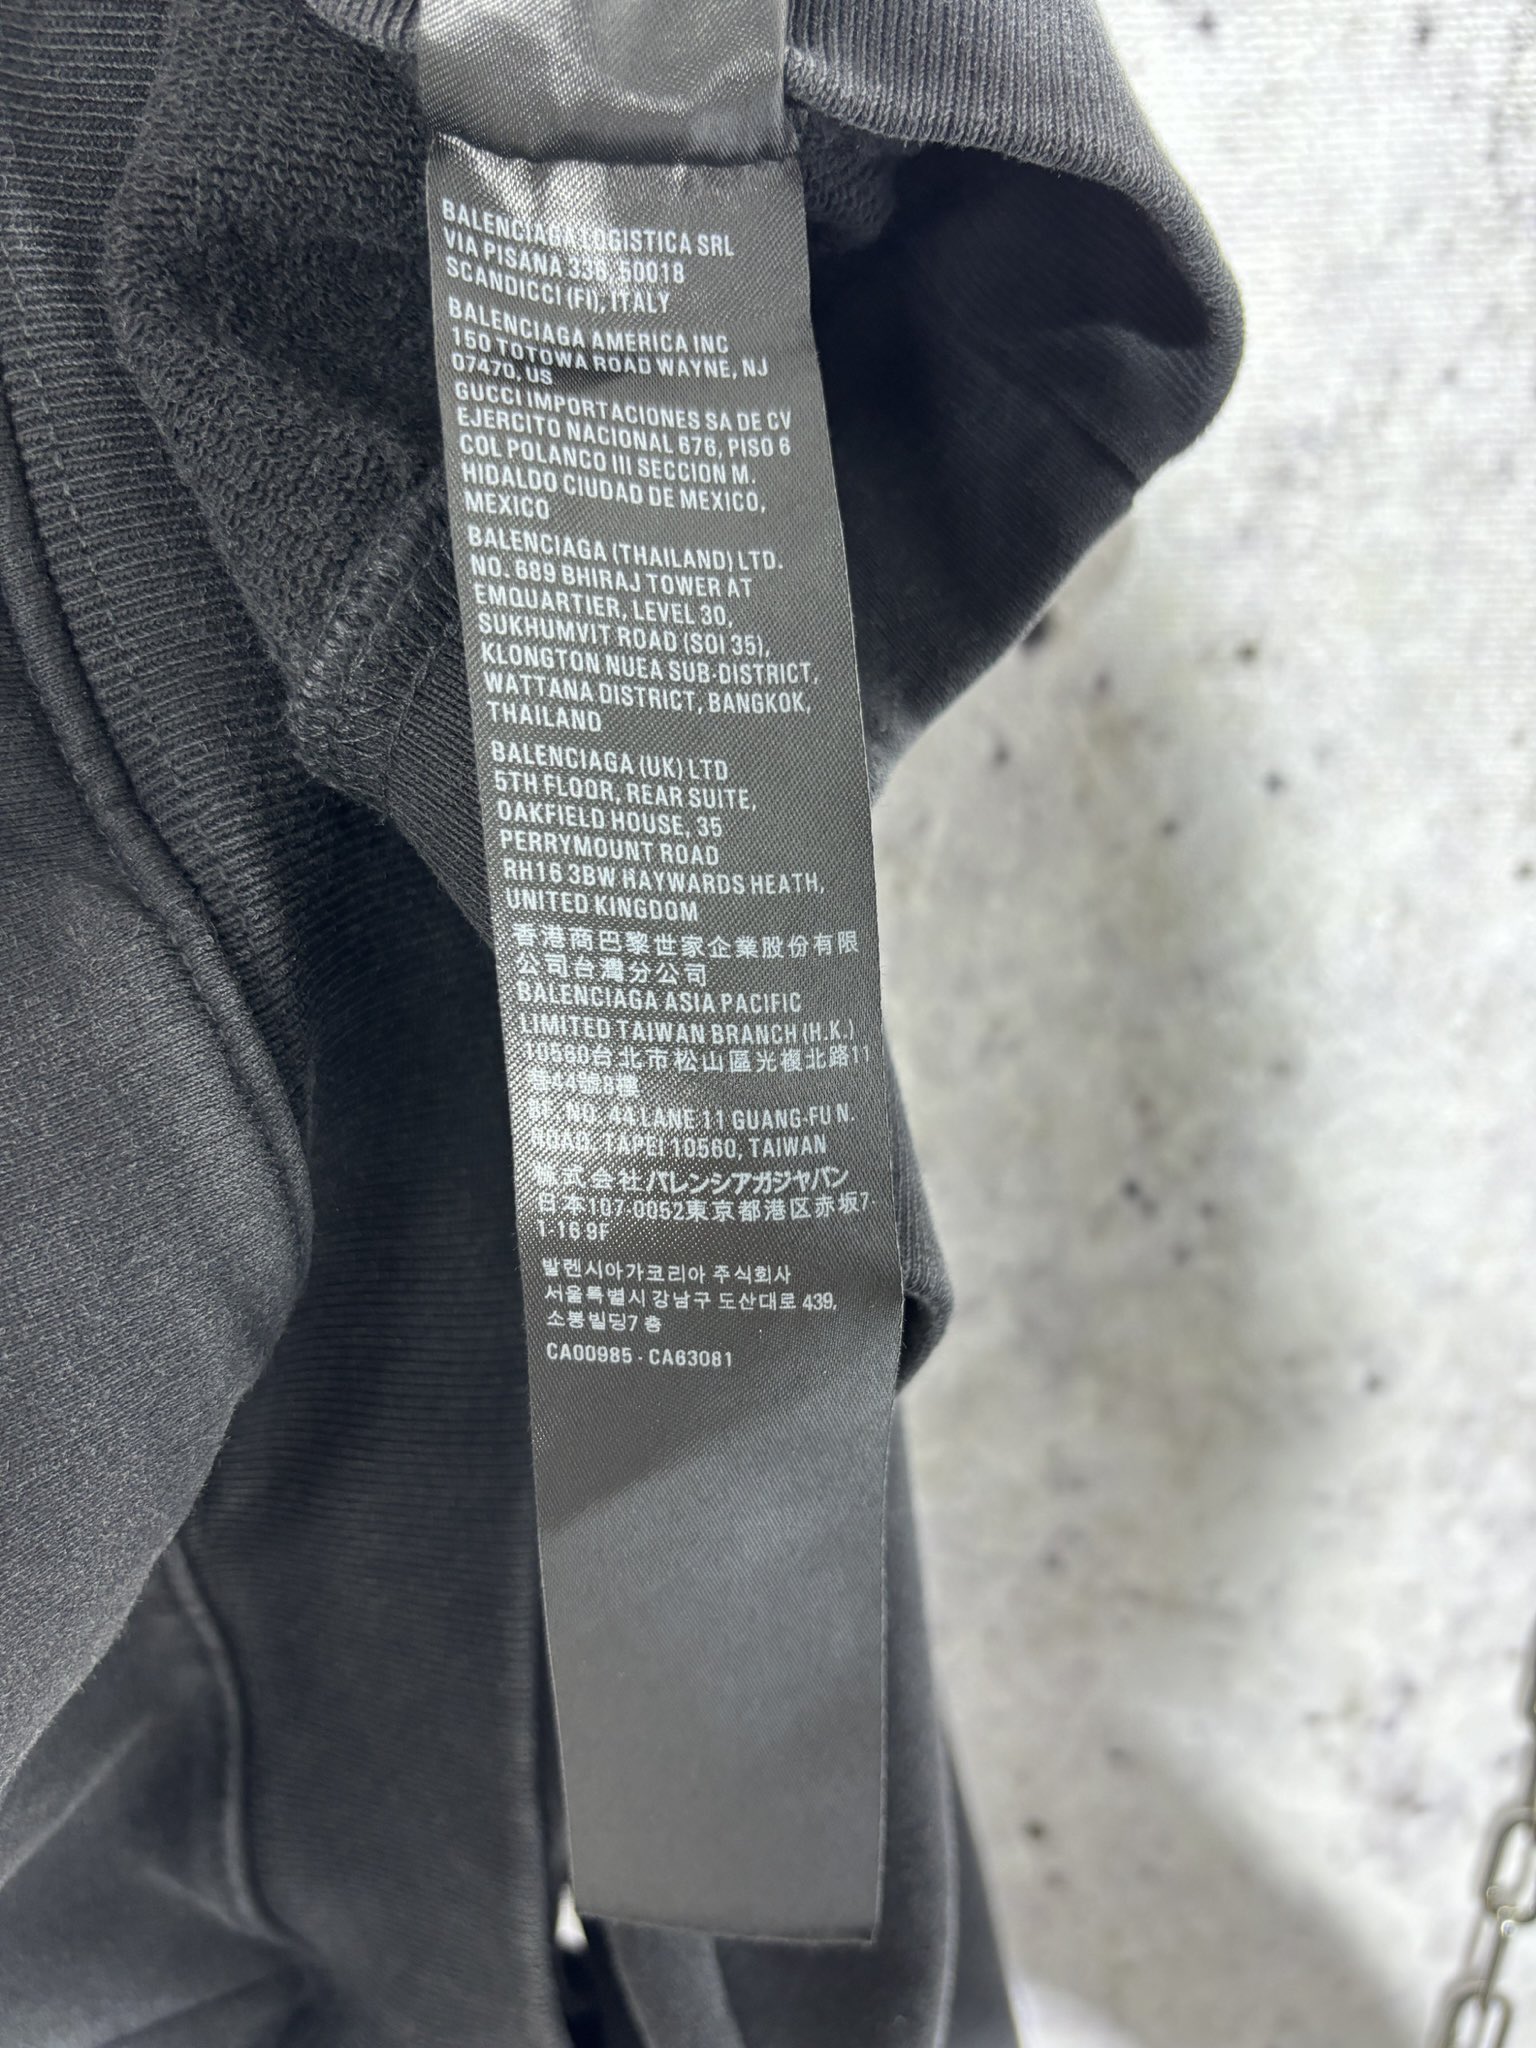 BALENCIAGA LOGISTICA SRL
VIA PISANA 336, 50018
SCANDICCI (FI), ITALY
BALENCIAGA AMERICA INC
150 TOTOWA ROAD WAYNE, NJ
07470, US
GUCCI IMPORTACIONES SA DE CV
EJERCITO NACIONAL 676, PISO 6
COL POLANCO III SECCION M.
HIDALGO CIUDAD DE MEXICO,
MEXICO
BALENCIAGA (THAILAND) LTD.
NO. 689 BHIRAJ TOWER AT
EMQUARTIER, LEVEL 30,
SUKHUMVIT ROAD (SOI 35),
KLONGTON NUEA SUB-DISTRICT,
WATTANA DISTRICT, BANGKOK,
THAILAND
BALENCIAGA (UK) LTD
5TH FLOOR, REAR SUITE,
OAKFIELD HOUSE, 35
PERRYMOUNT ROAD
RH16 3BW HAYWARDS HEATH,
UNITED KINGDOM
香港商巴黎世家企業股份有限
公司台灣分公司
BALENCIAGA ASIA PACIFIC
LIMITED TAIWAN BRANCH (H.K.)
10560台北市松山區光複北路11
巷44號8樓
NO. 44 LANE 11 GUANG-FU N.
ROAD, TAPEI 10560, TAIWAN
株式会社バレンシアガジャパン
日本107-0052東京都港区赤坂7
1-16 9F
발렌시아가코리아 주식회사
서울특별시 강남구 도산대로 439,
소봉빌딩7 층
CA00985 - CA63081